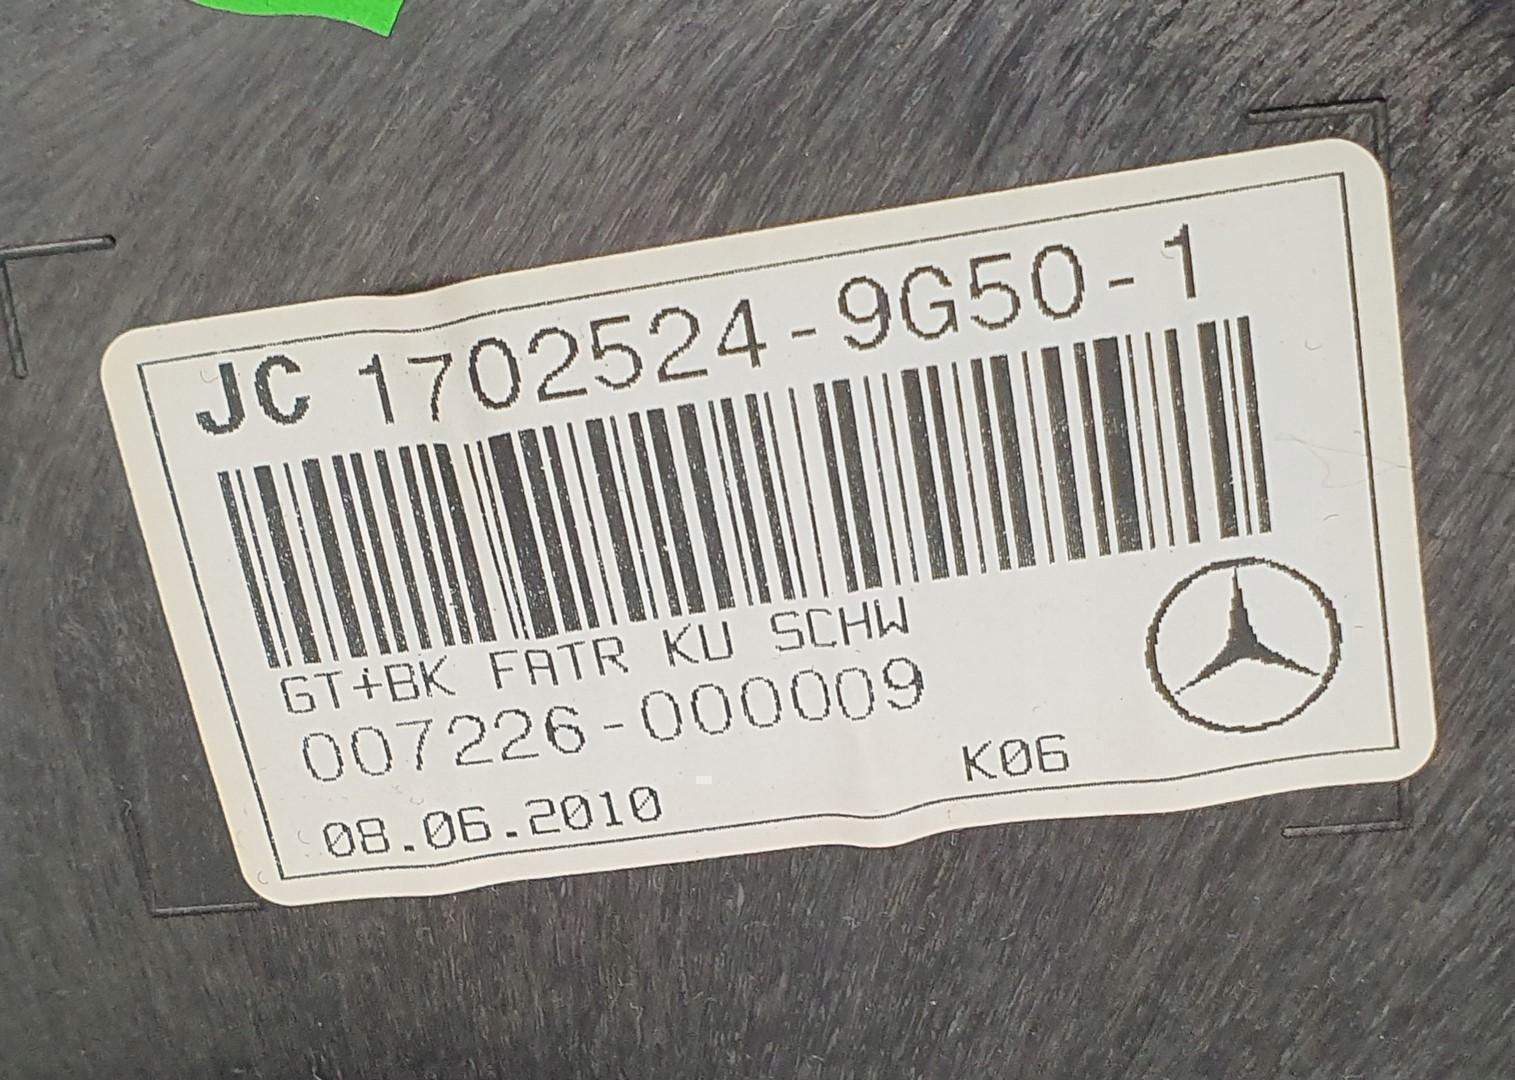 JC 1702524-9G50-1
GT+BK FATR KU SCHW
007226-000009
K06
08.06.2010